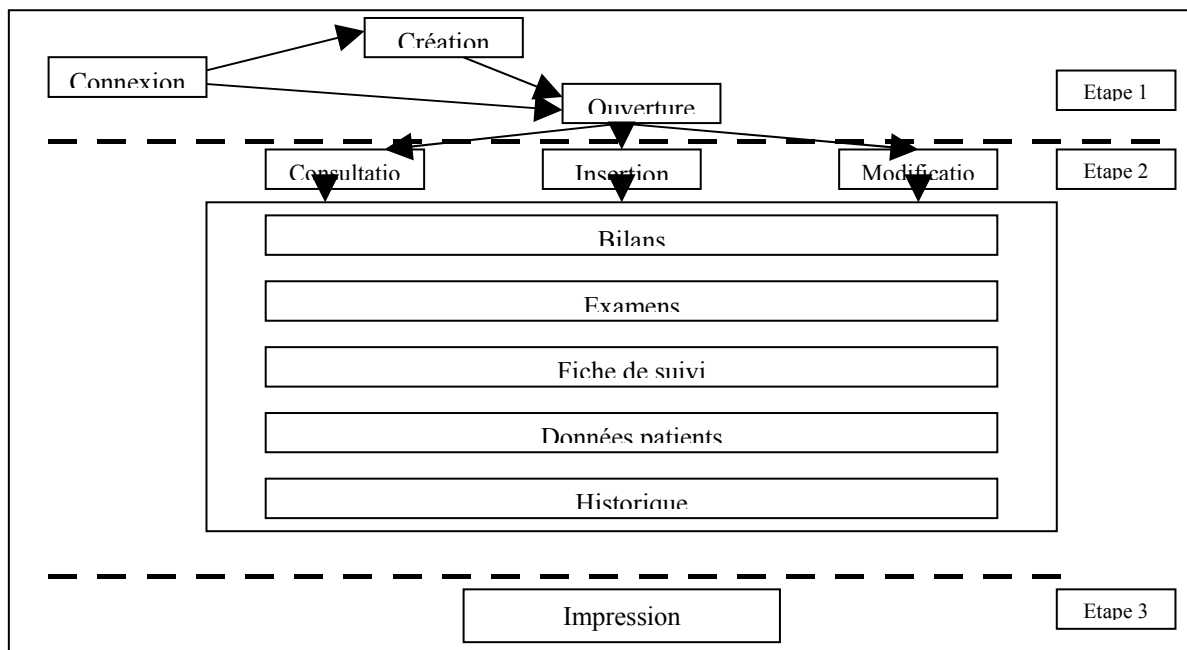 Création
Connexion
Etape 1
Ouverture
Consultatio
Insertion
Modificatio
Etape 2
Bilans
Examens
Fiche de suivi
Données patients
Historique
Impression
Etape 3